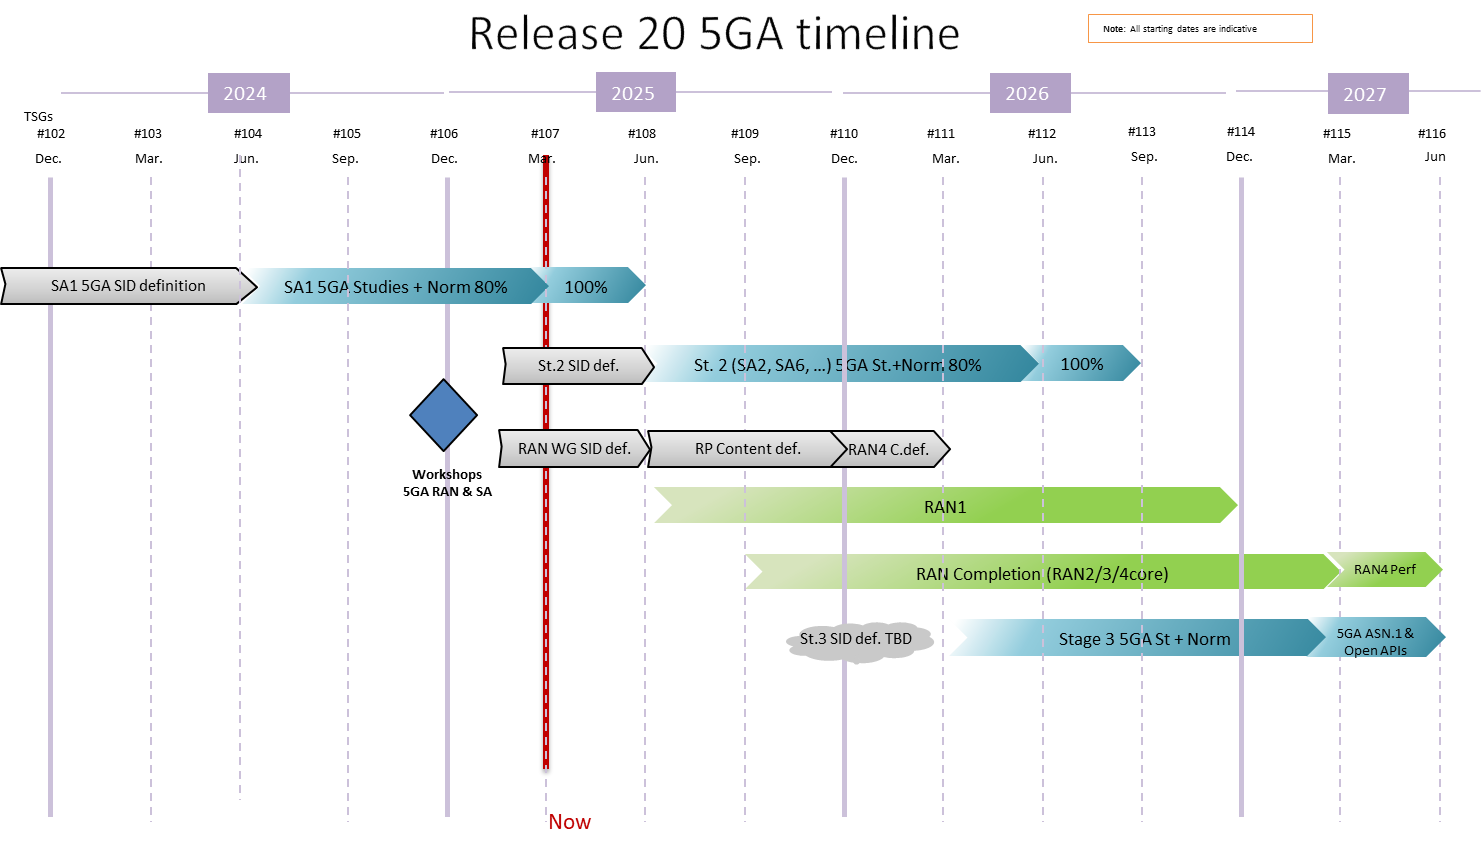 Release 20 5GA timeline
Note: All starting dates are indicative
2024
2025
2026
2027
TSGs
#102 #103 #104 #105 #106 #107 #108 #109 #110 #111 #112 #113 #114 #115 #116
Dec. Mar. Jun. Sep. Dec. Mar. Jun. Sep. Dec. Mar. Jun. Sep. Dec. Mar. Jun
SA1 5GA SID definition
SA1 5GA Studies + Norm 80%
100%
St.2 SID def.
St. 2 (SA2, SA6, ...) 5GA St.+Norm 80%
100%
Workshops
5GA RAN & SA
RAN WG SID def.
RP Content def.
RAN4 C.def.
RAN1
RAN Completion (RAN2/3/4core)
RAN4 Perf
St.3 SID def. TBD
Stage 3 5GA St + Norm
5GA ASN.1 &
Open APIs
Now